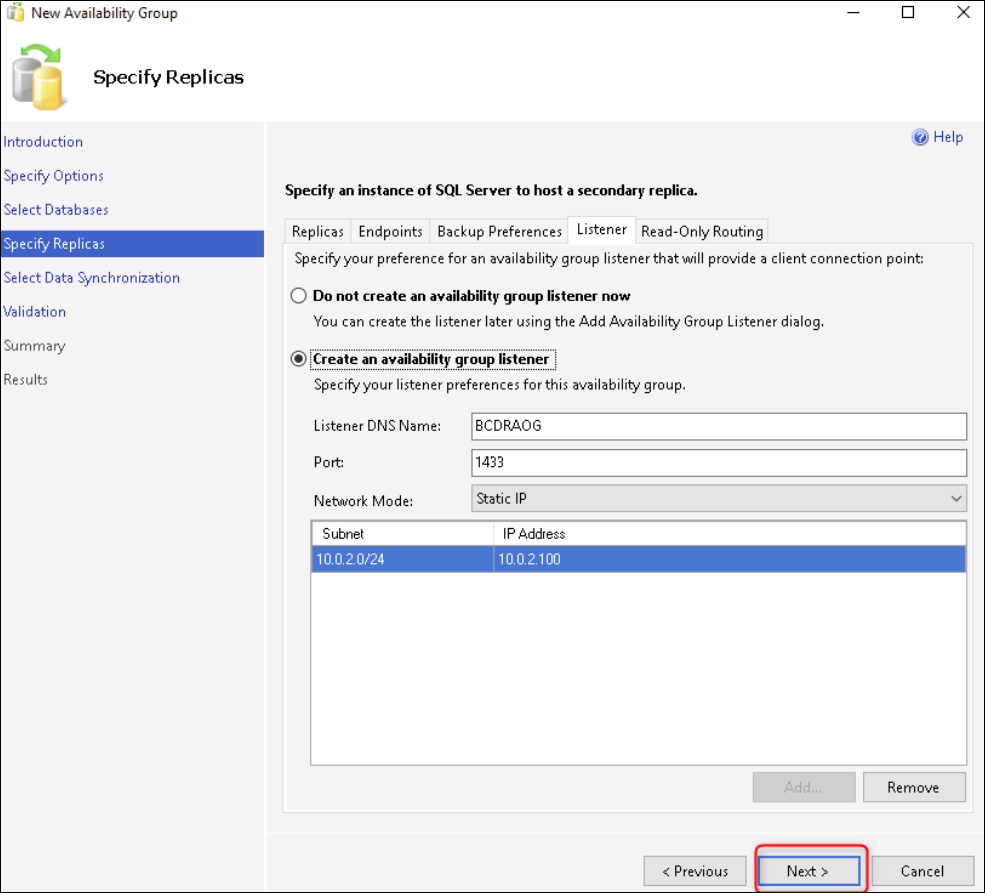 New Availability Group
Specify Replicas
Introduction
Specify Options
Select Databases
Specify Replicas
Select Data Synchronization
Validation
Summary
Results
Help
Specify an instance of SQL Server to host a secondary replica.
Replicas Endpoints Backup Preferences Listener Read-Only Routing
Specify your preference for an availability group listener that will provide a client connection point:
Do not create an availability group listener now
You can create the listener later using the Add Availability Group Listener dialog.
Create an availability group listener
Specify your listener preferences for this availability group.
Listener DNS Name: BCDRAOG
Port: 1433
Network Mode: Static IP
Subnet IP Address
10.0.2.0/24 10.0.2.100
Add... Remove
< Previous Next > Cancel